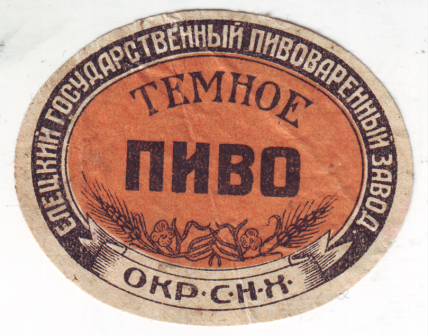 ЕЛЕЦКИЙ ГОСУДАРСТВЕННЫЙ ПИВОВАРЕННЫЙ ЗАВОД.
ТЕМНОЕ
ПИВО
ОКР·С·Н·Х·